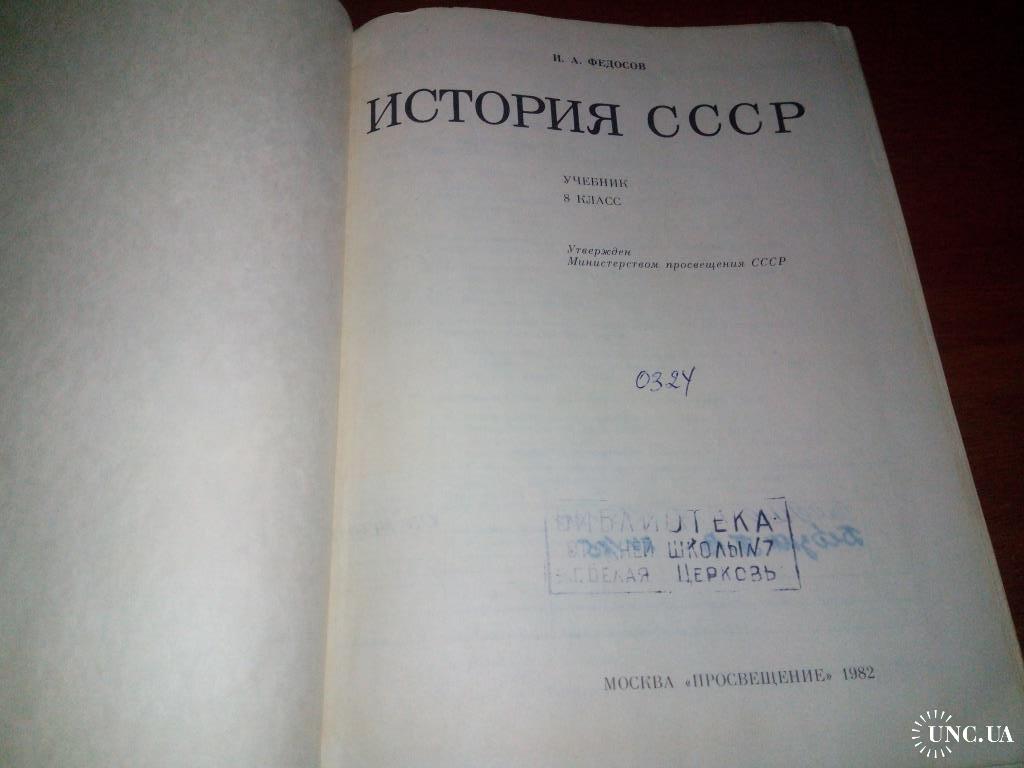 И. А. ФЕДОСОВ
ИСТОРИЯ СССР
УЧЕБНИК
8 КЛАСС
Утвержден
Министерством просвещения СССР
0324
БИБЛИОТЕКА
ШКОЛЫ N7
Г. БЕЛАЯ ЦЕРКОВЬ
МОСКВА «ПРОСВЕЩЕНИЕ» 1982
UNC.UA